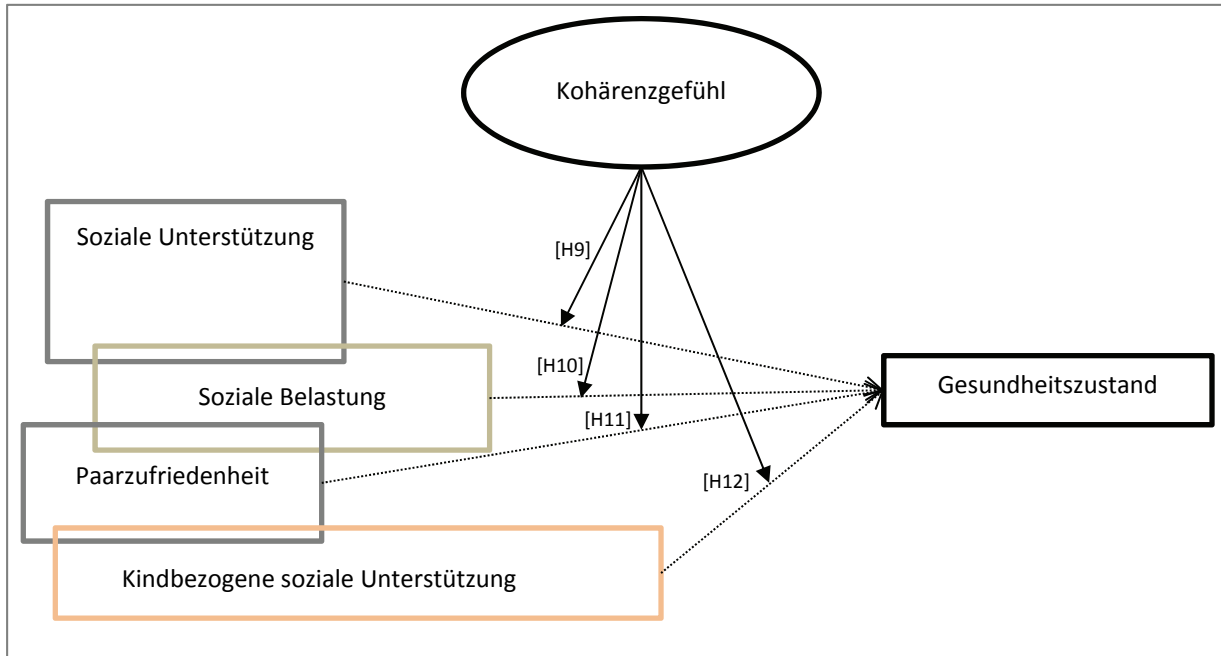 Kohärenzgefühl
Soziale Unterstützung
[H9]
[H10]
Soziale Belastung
Gesundheitszustand
[H11]
Paarzufriedenheit
[H12]
Kindbezogene soziale Unterstützung